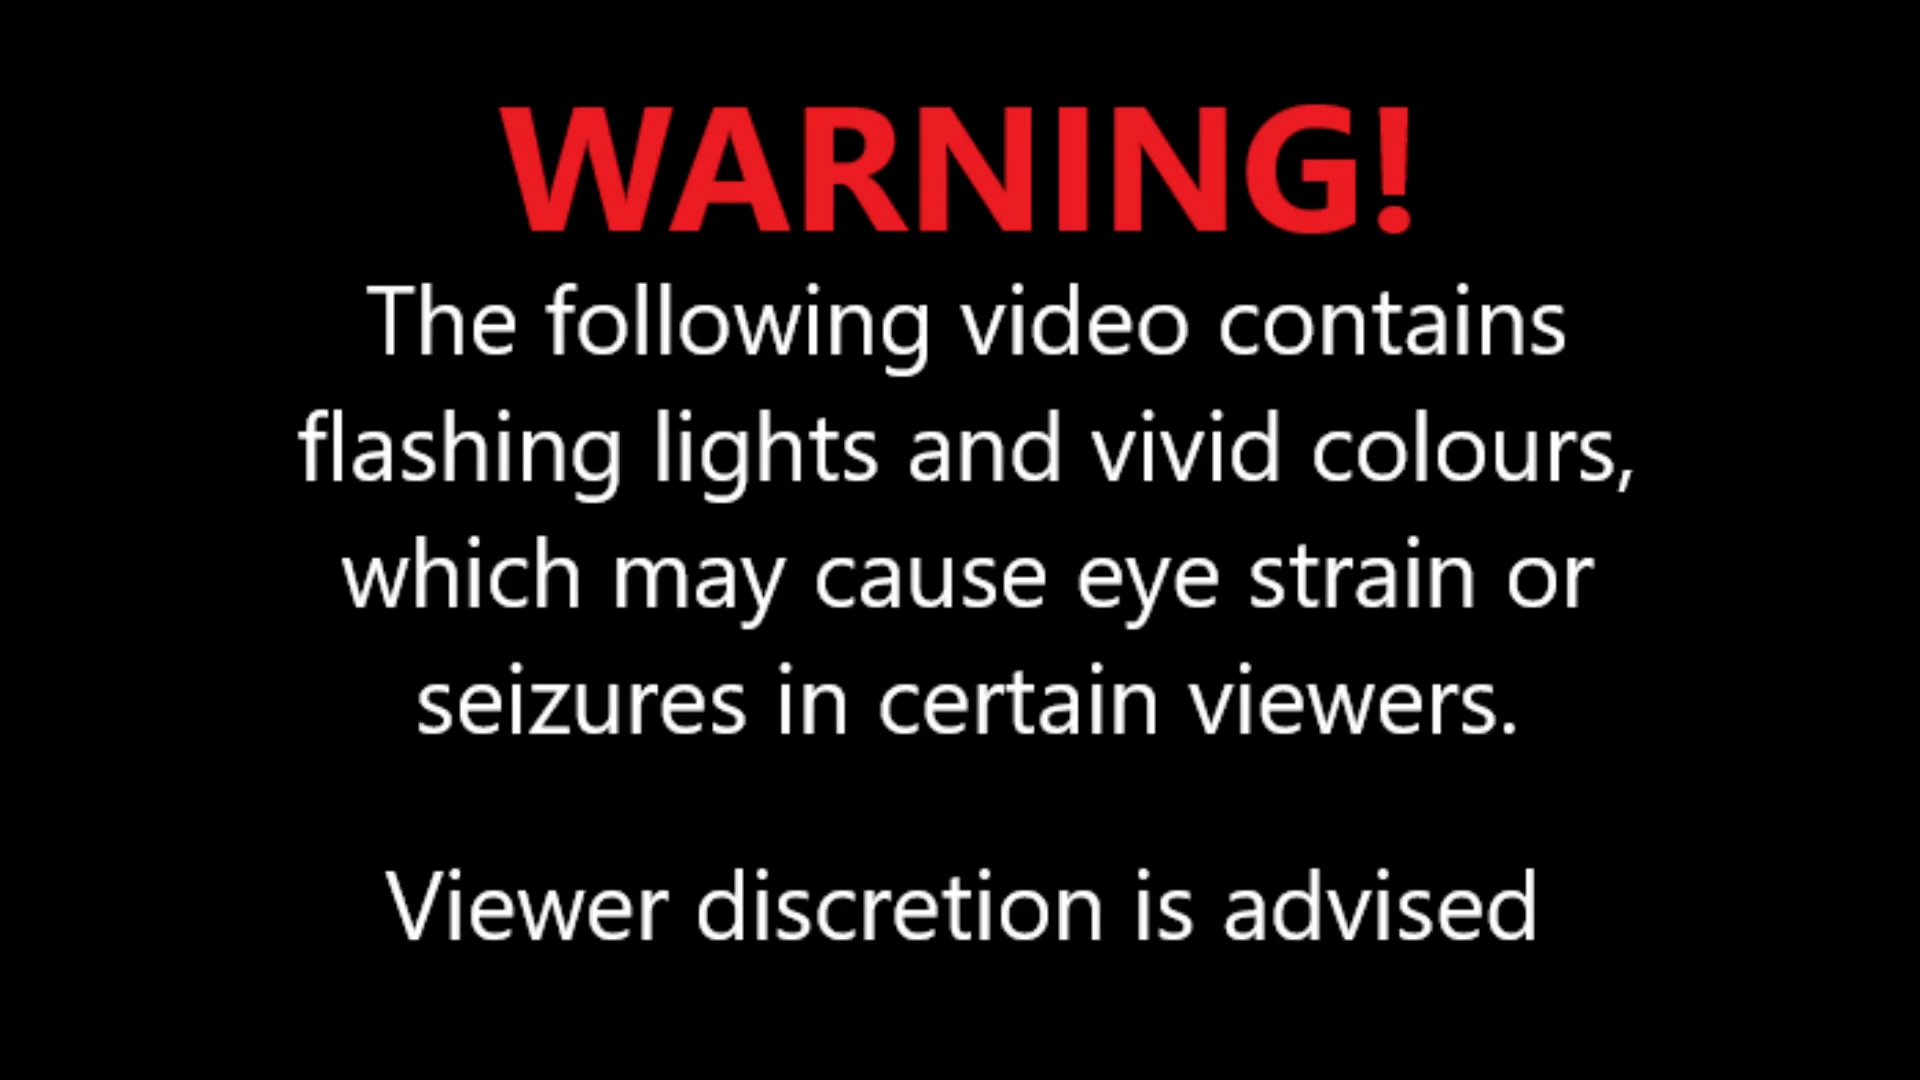 WARNING!
The following video contains
flashing lights and vivid colours,
which may cause eye strain or
seizures in certain viewers.
Viewer discretion is advised